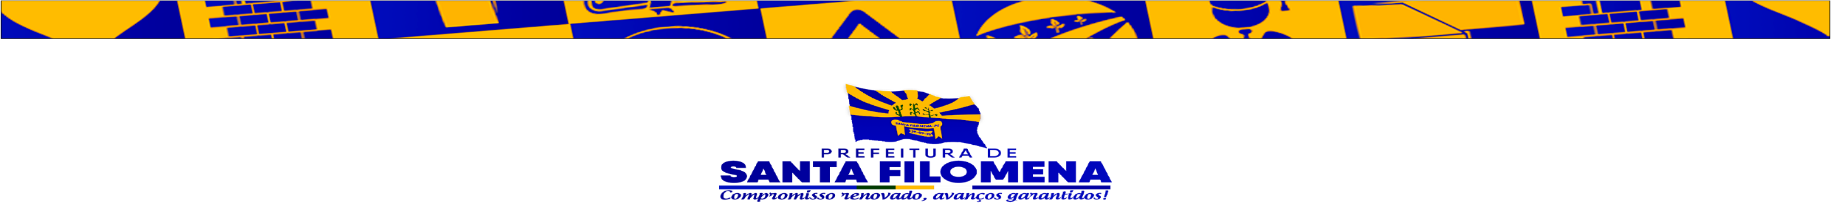 PREFEITURA DE
SANTA FILOMENA
Compromisso renovado, avanços garantidos!